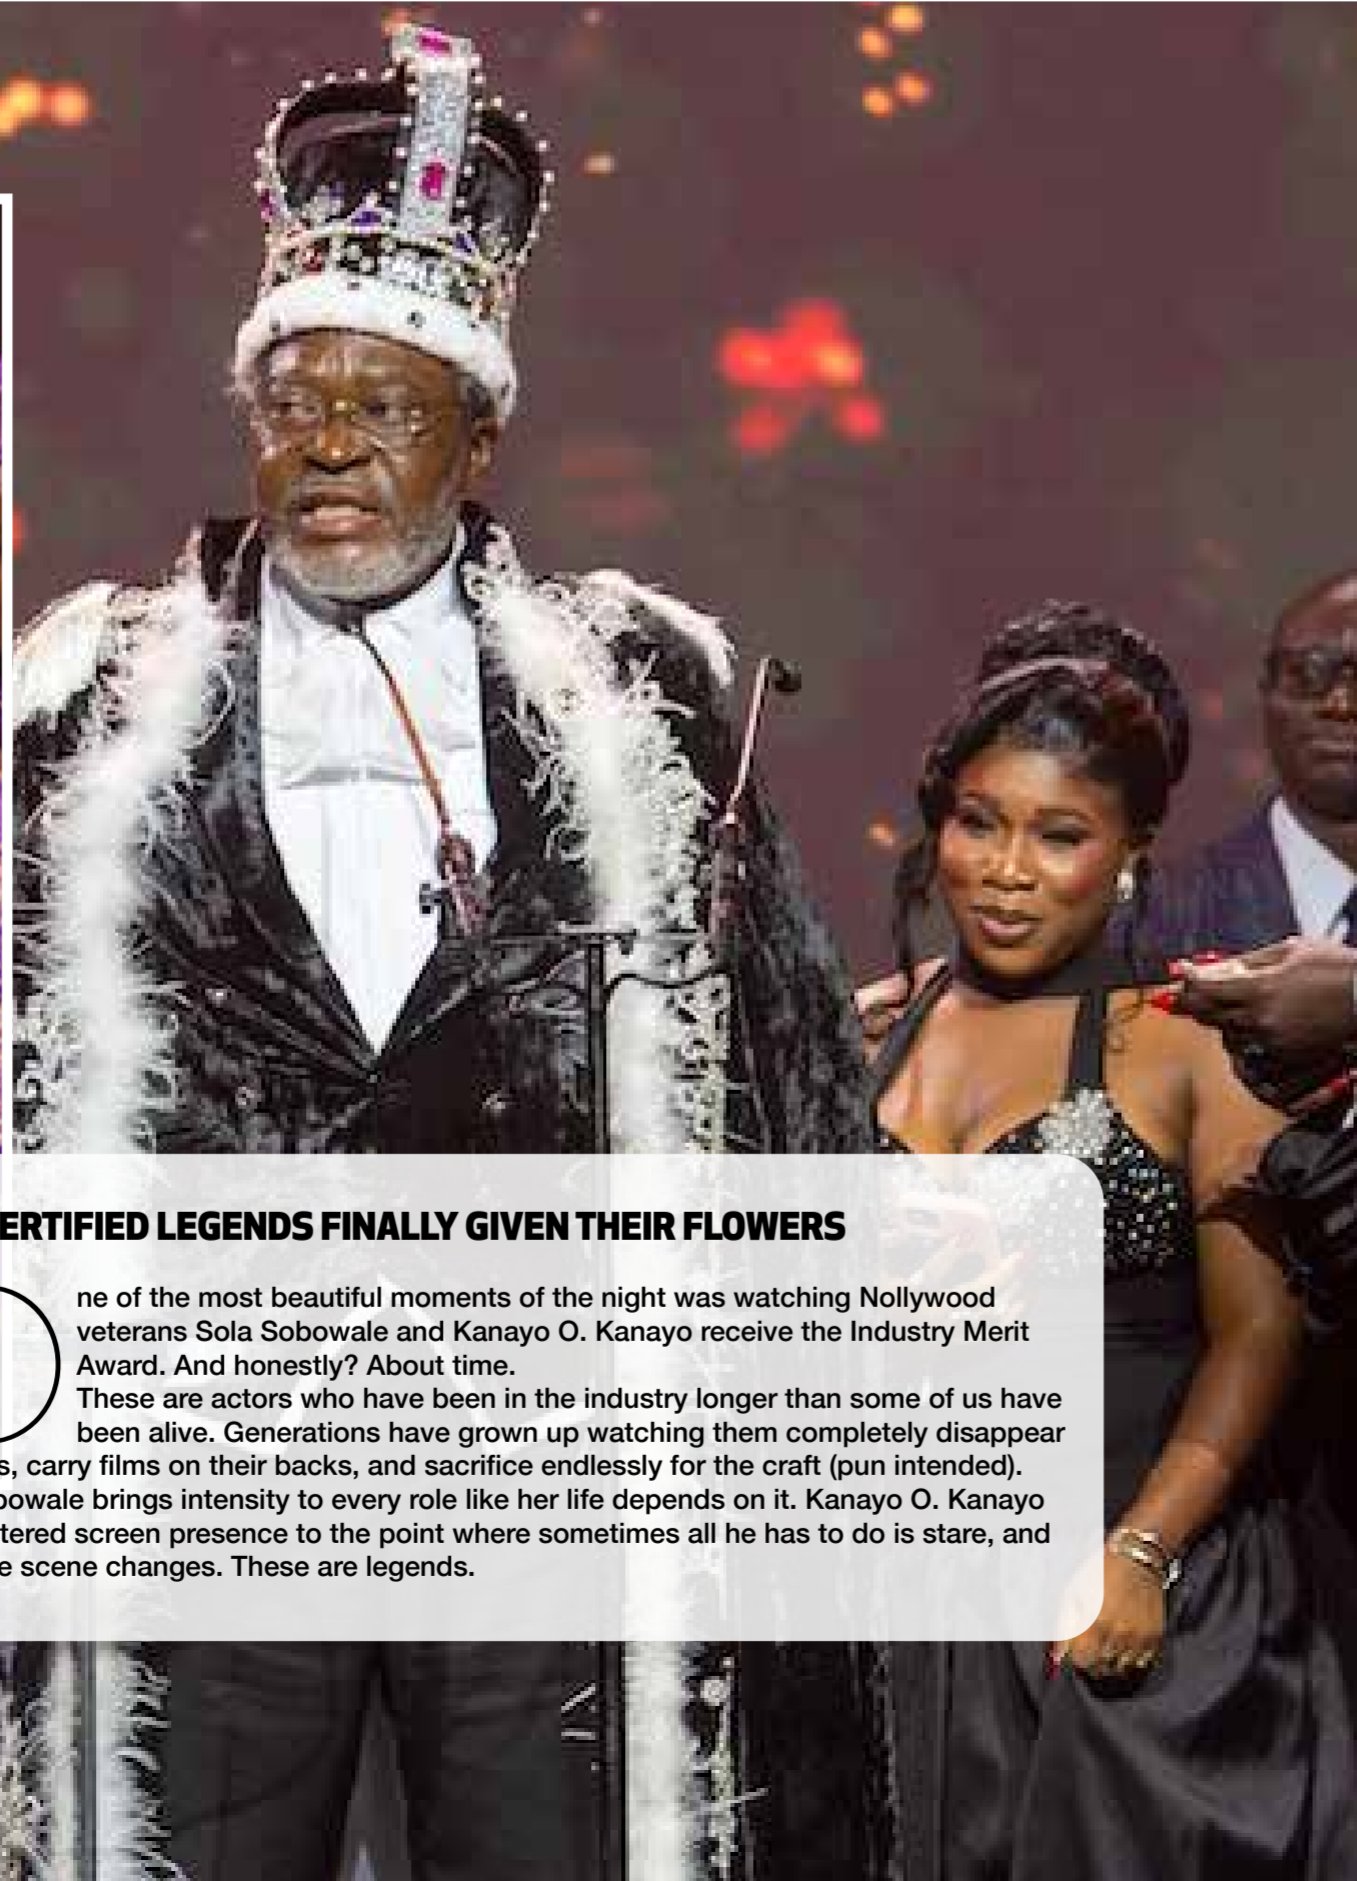 ERTIFIED LEGENDS FINALLY GIVEN THEIR FLOWERS
ne of the most beautiful moments of the night was watching Nollywood
veterans Sola Sobowale and Kanayo O. Kanayo receive the Industry Merit
Award. And honestly? About time.
These are actors who have been in the industry longer than some of us have
been alive. Generations have grown up watching them completely disappear
s, carry films on their backs, and sacrifice endlessly for the craft (pun intended).
bowale brings intensity to every role like her life depends on it. Kanayo O. Kanayo
tered screen presence to the point where sometimes all he has to do is stare, and
e scene changes. These are legends.